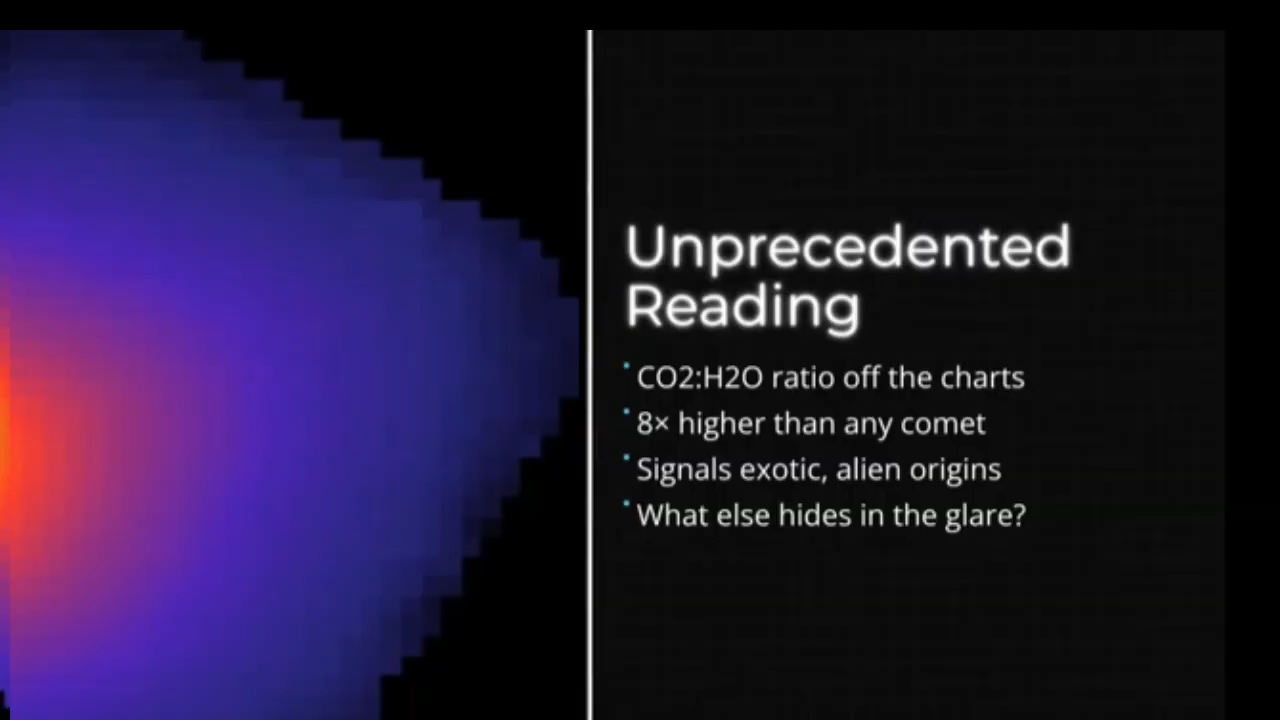 Unprecedented
Reading
CO2:H2O ratio off the charts
8× higher than any comet
Signals exotic, alien origins
What else hides in the glare?